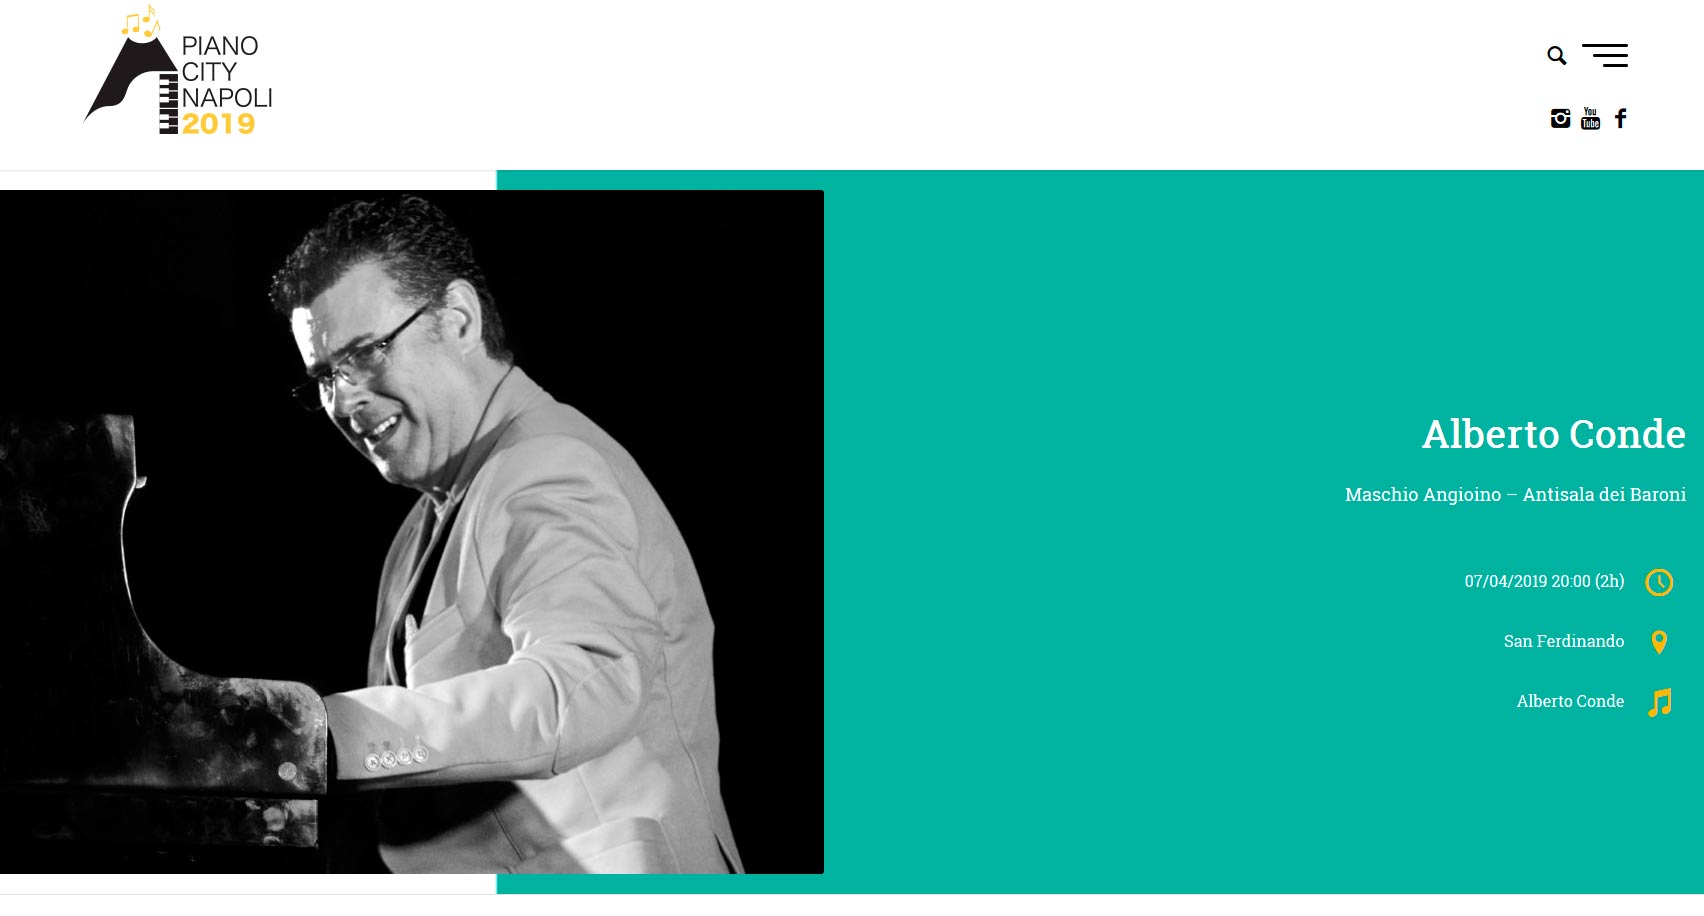 PIANO
CITY
NAPOLI
2019
You
Tube
Alberto Conde
Maschio Angioino – Antisala dei Baroni
07/04/2019 20:00 (2h)
San Ferdinando
Alberto Conde